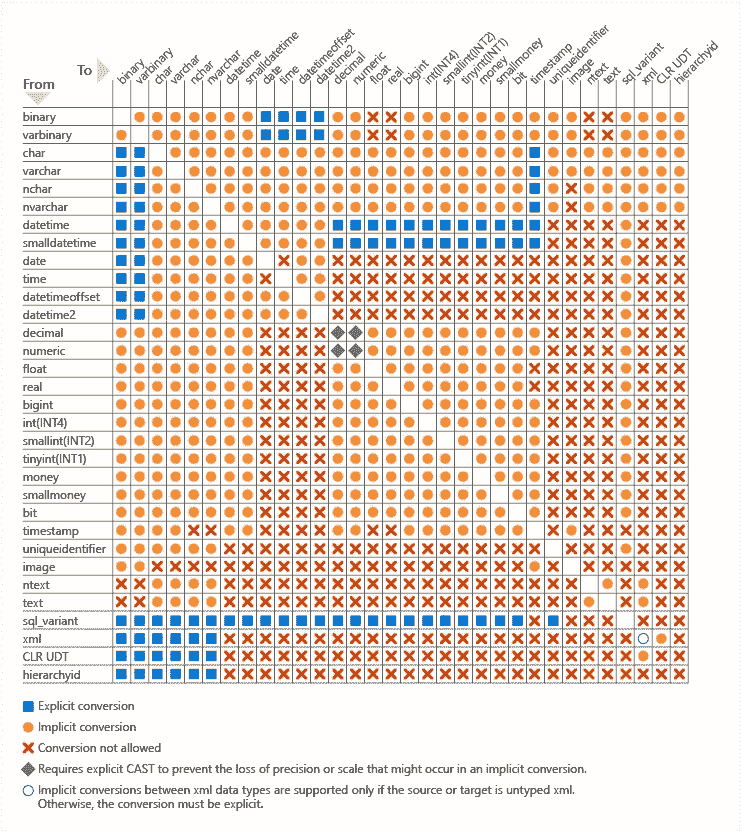 To
From
binary
varbinary
char
varchar
nchar
nvarchar
datetime
smalldatetime
date
time
datetimeoffset
datetime2
decimal
numeric
float
real
bigint
int(INT4)
smallint(INT2)
tinyint(INT1)
money
smallmoney
bit
timestamp
uniqueidentifier
image
ntext
text
sql_variant
xml
CLR UDT
hierarchyid
binary
varbinary
char
varchar
nchar
nvarchar
datetime
smalldatetime
date
time
datetimeoffset
datetime2
decimal
numeric
float
real
bigint
int(INT4)
smallint(INT2)
tinyint(INT1)
money
smallmoney
bit
timestamp
uniqueidentifier
image
ntext
text
sql_variant
xml
CLR UDT
hierarchyid
Explicit conversion
Implicit conversion
Conversion not allowed
Requires explicit CAST to prevent the loss of precision or scale that might occur in an implicit conversion.
Implicit conversions between xml data types are supported only if the source or target is untyped xml.
Otherwise, the conversion must be explicit.